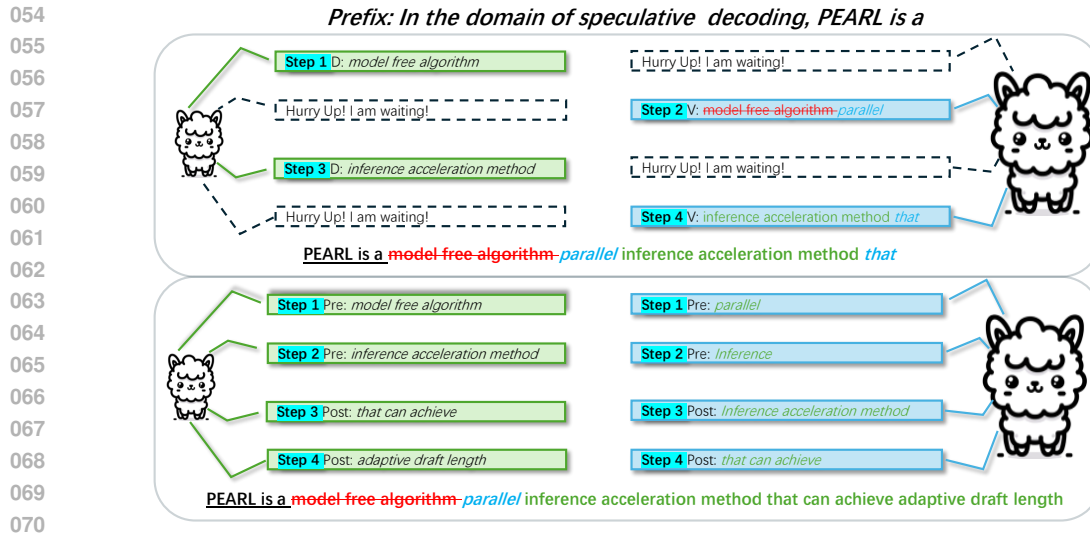 054
Prefix: In the domain of speculative decoding, PEARL is a
055
Step 1 D: model free algorithm
Hurry Up! I am waiting!
056
057
Hurry Up! I am waiting!
Step 2 V: model free algorithm parallel
058
059
Step 3 D: inference acceleration method
Hurry Up! I am waiting!
060
Hurry Up! I am waiting!
Step 4 V: inference acceleration method that
061
PEARL is a model free algorithm parallel inference acceleration method that
062
063
Step 1 Pre: model free algorithm
Step 1 Pre: parallel
064
065
Step 2 Pre: inference acceleration method
Step 2 Pre: Inference
066
067
Step 3 Post: that can achieve
Step 3 Post: Inference acceleration method
068
Step 4 Post: adaptive draft length
Step 4 Post: that can achieve
069
PEARL is a model free algorithm parallel inference acceleration method that can achieve adaptive draft length
070